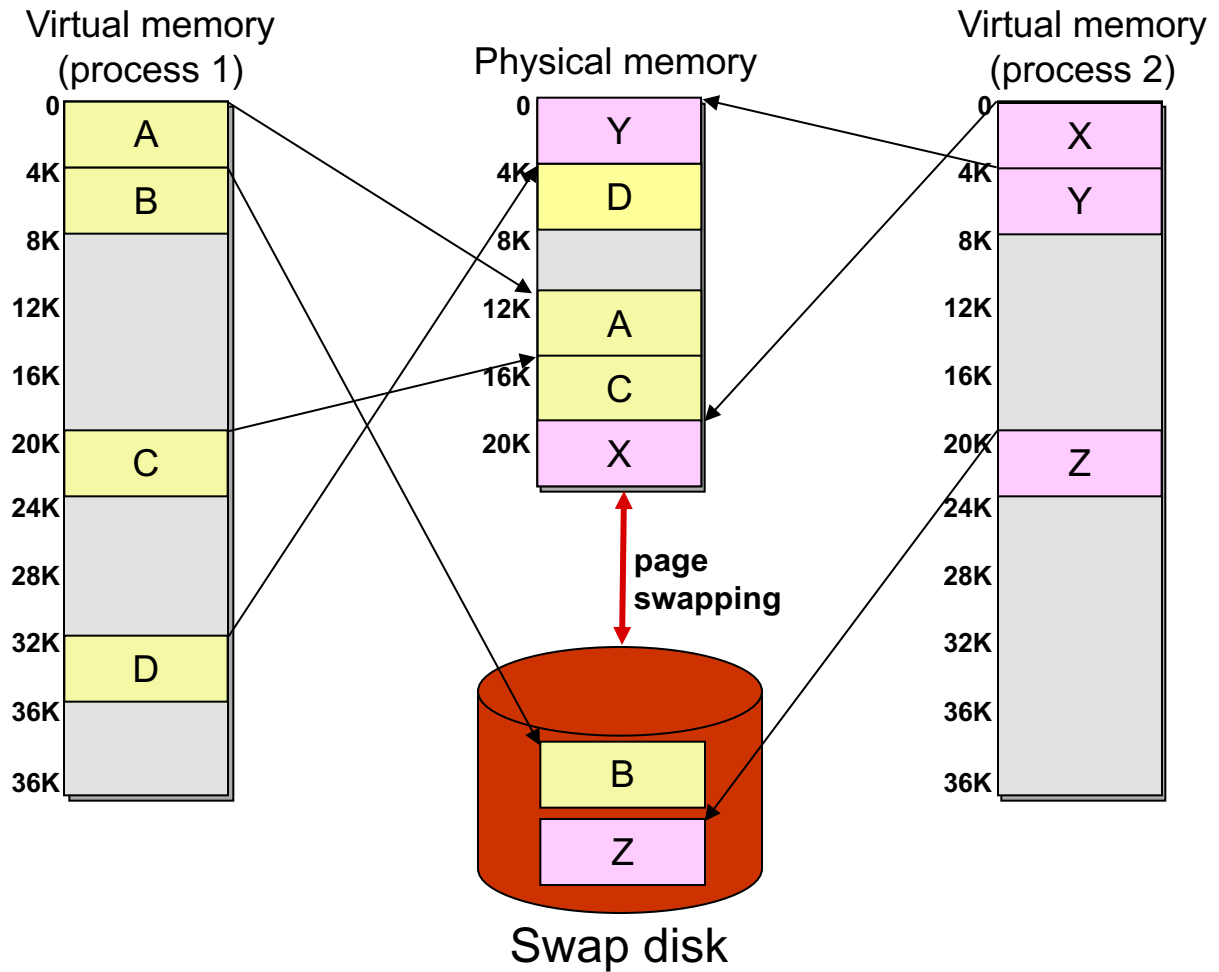 Virtual memory
(process 1)
0
A
4K
B
8K
12K
16K
20K
C
24K
28K
32K
D
36K
36K
Physical memory
0
Y
4K
D
8K
12K
A
16K
C
20K
X
page
swapping
B
Z
Swap disk
Virtual memory
(process 2)
0
X
4K
Y
8K
12K
16K
20K
Z
24K
28K
32K
36K
36K